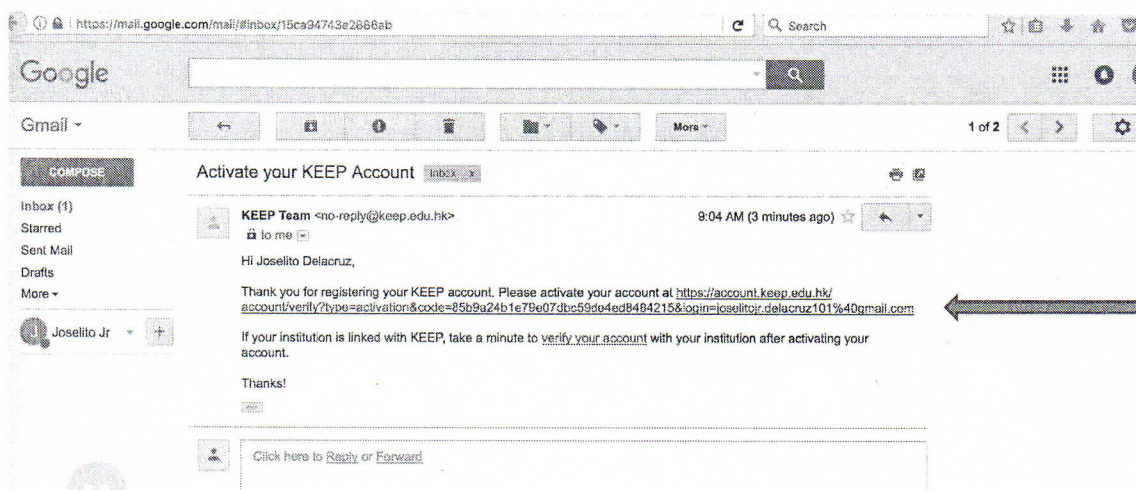 https://mail.google.com/mail/#inbox/15ca94743e2886ab
Search
Google
Gmail
More
1 of 2
COMPOSE
Activate your KEEP Account Inbox x
Inbox (1)
Starred
Sent Mail
Drafts
More
Joselito Jr
KEEP Team <no-reply@keep.edu.hk>
9:04 AM (3 minutes ago)
to me
Hi Joselito Delacruz,
Thank you for registering your KEEP account. Please activate your account at https://account.keep.edu.hk/
account/verify?type=activation&code=85b9a24b1e79e07dbc59de4ed8484215&login=joselitojr.delacruz101%40gmail.com
If your institution is linked with KEEP, take a minute to verify your account with your institution after activating your
account.
Thanks!
Click here to Reply or Forward